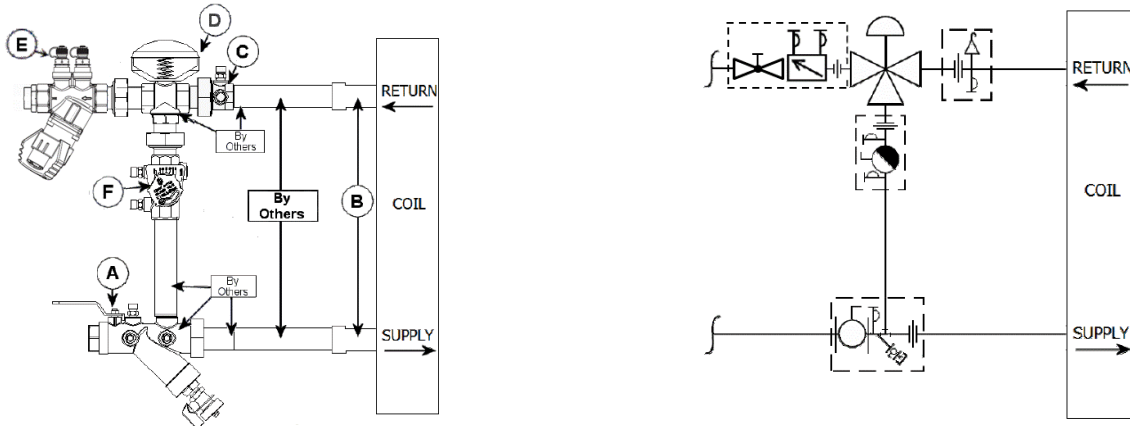 D
E
C
RETURN
By
Others
F
By
Others
B
COIL
A
By
Others
SUPPLY
RETURN
COIL
SUPPLY